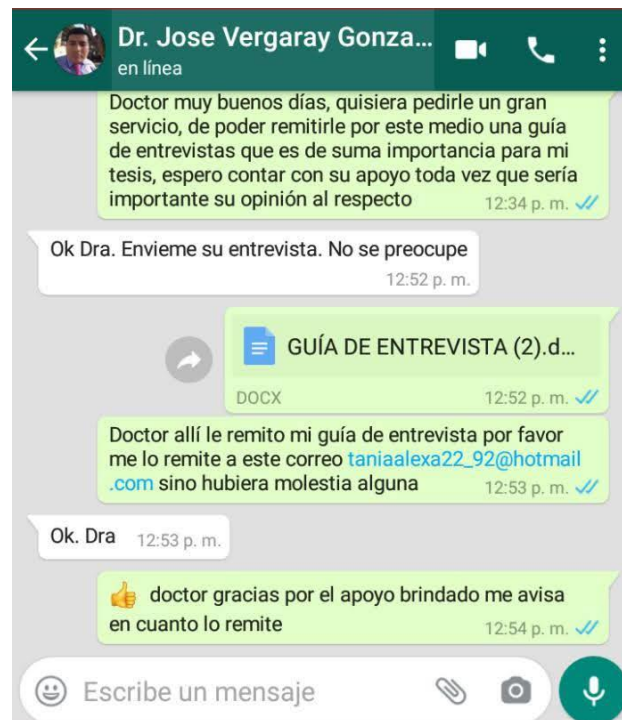 Dr. Jose Vergaray Gonza...
en línea
Doctor muy buenos días, quisiera pedirle un gran
servicio, de poder remitirle por este medio una guía
de entrevistas que es de suma importancia para mi
tesis, espero contar con su apoyo toda vez que sería
importante su opinión al respecto 12:34 p. m.
Ok Dra. Envieme su entrevista. No se preocupe
12:52 p. m.
GUÍA DE ENTREVISTA (2).d...
DOCX 12:52 p. m.
Doctor allí le remito mi guía de entrevista por favor
me lo remite a este correo taniaalexa22_92@hotmail
.com sino hubiera molestia alguna 12:53 p. m.
Ok. Dra 12:53 p. m.
👍 doctor gracias por el apoyo brindado me avisa
en cuanto lo remite 12:54 p. m.
Escribe un mensaje